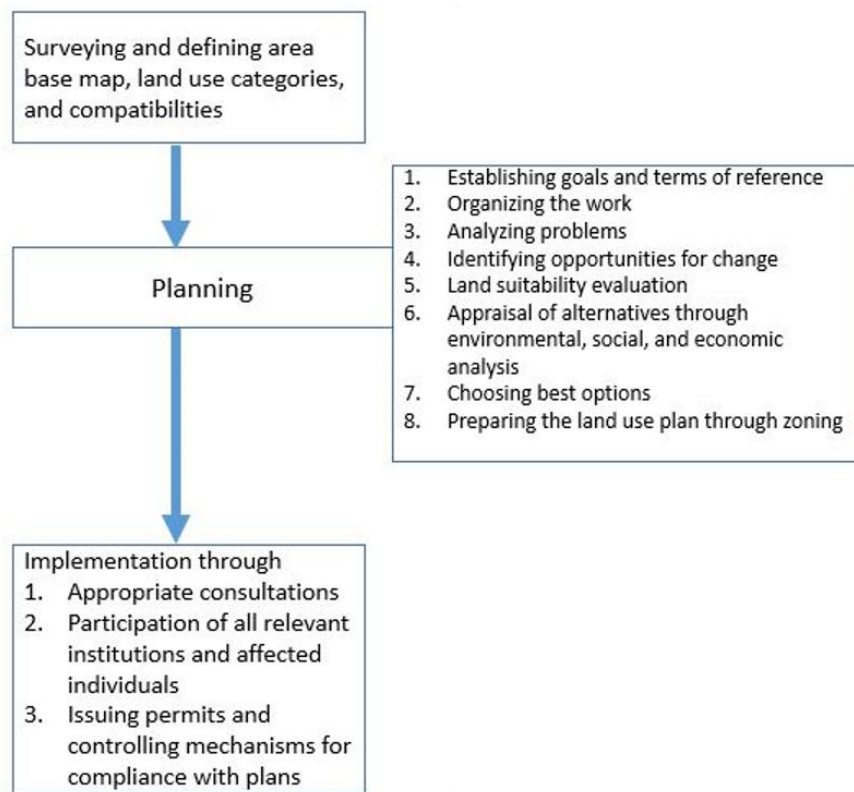 Surveying and defining area
base map, land use categories,
and compatibilities
Planning
1. Establishing goals and terms of reference
2. Organizing the work
3. Analyzing problems
4. Identifying opportunities for change
5. Land suitability evaluation
6. Appraisal of alternatives through
environmental, social, and economic
analysis
7. Choosing best options
8. Preparing the land use plan through zoning
Implementation through
1. Appropriate consultations
2. Participation of all relevant
institutions and affected
individuals
3. Issuing permits and
controlling mechanisms for
compliance with plans